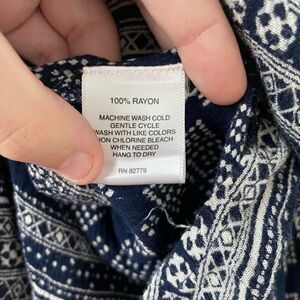 100% RAYON
MACHINE WASH COLD
GENTLE CYCLE
WASH WITH LIKE COLORS
NON CHLORINE BLEACH
WHEN NEEDED
HANG TO DRY
RN 82779